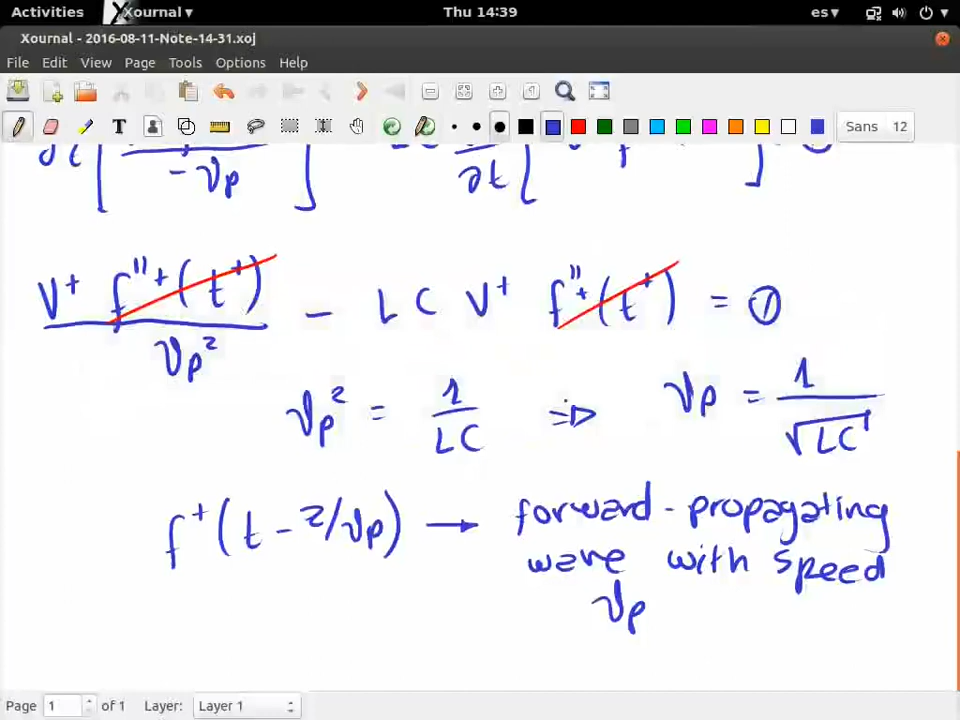 Activities Xournal ▾ Thu 14:39 es ▾
Xournal - 2016-08-11-Note-14-31.xoj
File Edit View Page Tools Options Help
Sans 12
∂t [ - vp ] ∂t [ ]
V⁺ f''⁺(t⁺) / vp² - L C V⁺ f''⁺(t⁺) = 0
vp² = 1/LC ⇒ vp = 1/√LC
f⁺(t - z/vp) → forward-propagating
wave with speed
vp
Page 1 of 1 Layer: Layer 1